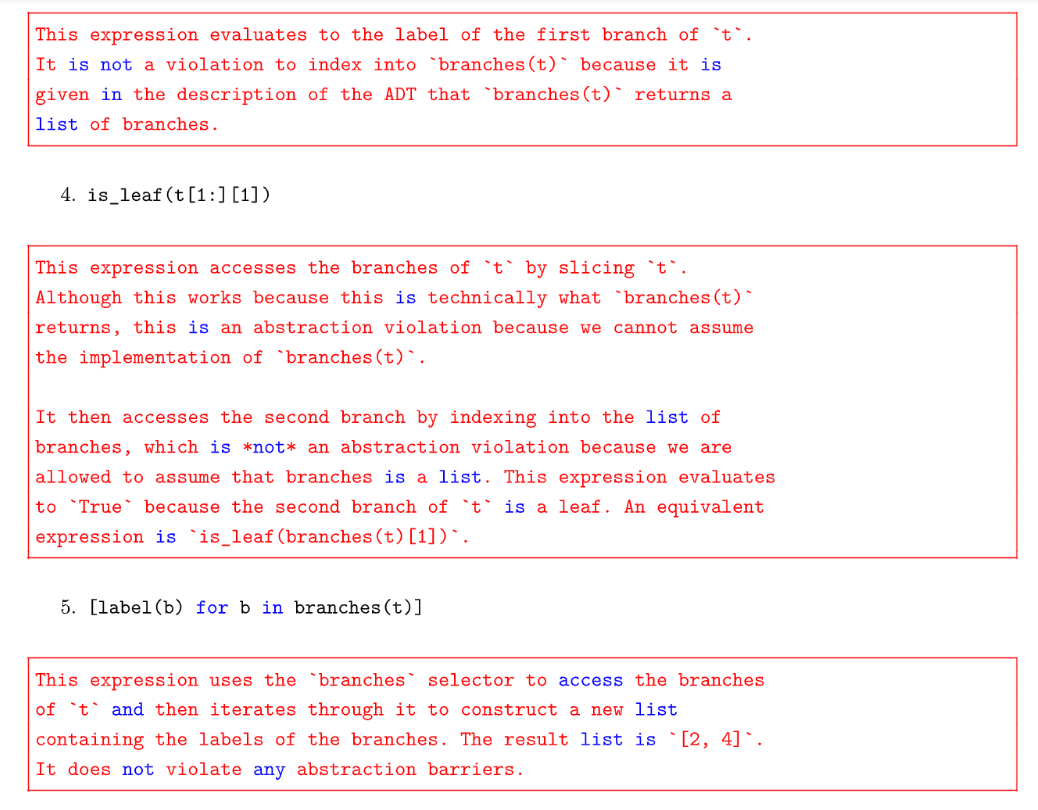 This expression evaluates to the label of the first branch of `t`.
It is not a violation to index into `branches(t)` because it is
given in the description of the ADT that `branches(t)` returns a
list of branches.
4. is_leaf(t[1:][1])
This expression accesses the branches of `t` by slicing `t`.
Although this works because this is technically what `branches(t)`
returns, this is an abstraction violation because we cannot assume
the implementation of `branches(t)`.
It then accesses the second branch by indexing into the list of
branches, which is *not* an abstraction violation because we are
allowed to assume that branches is a list. This expression evaluates
to `True` because the second branch of `t` is a leaf. An equivalent
expression is `is_leaf(branches(t)[1])`.
5. [label(b) for b in branches(t)]
This expression uses the `branches` selector to access the branches
of `t` and then iterates through it to construct a new list
containing the labels of the branches. The result list is `[2, 4]`.
It does not violate any abstraction barriers.